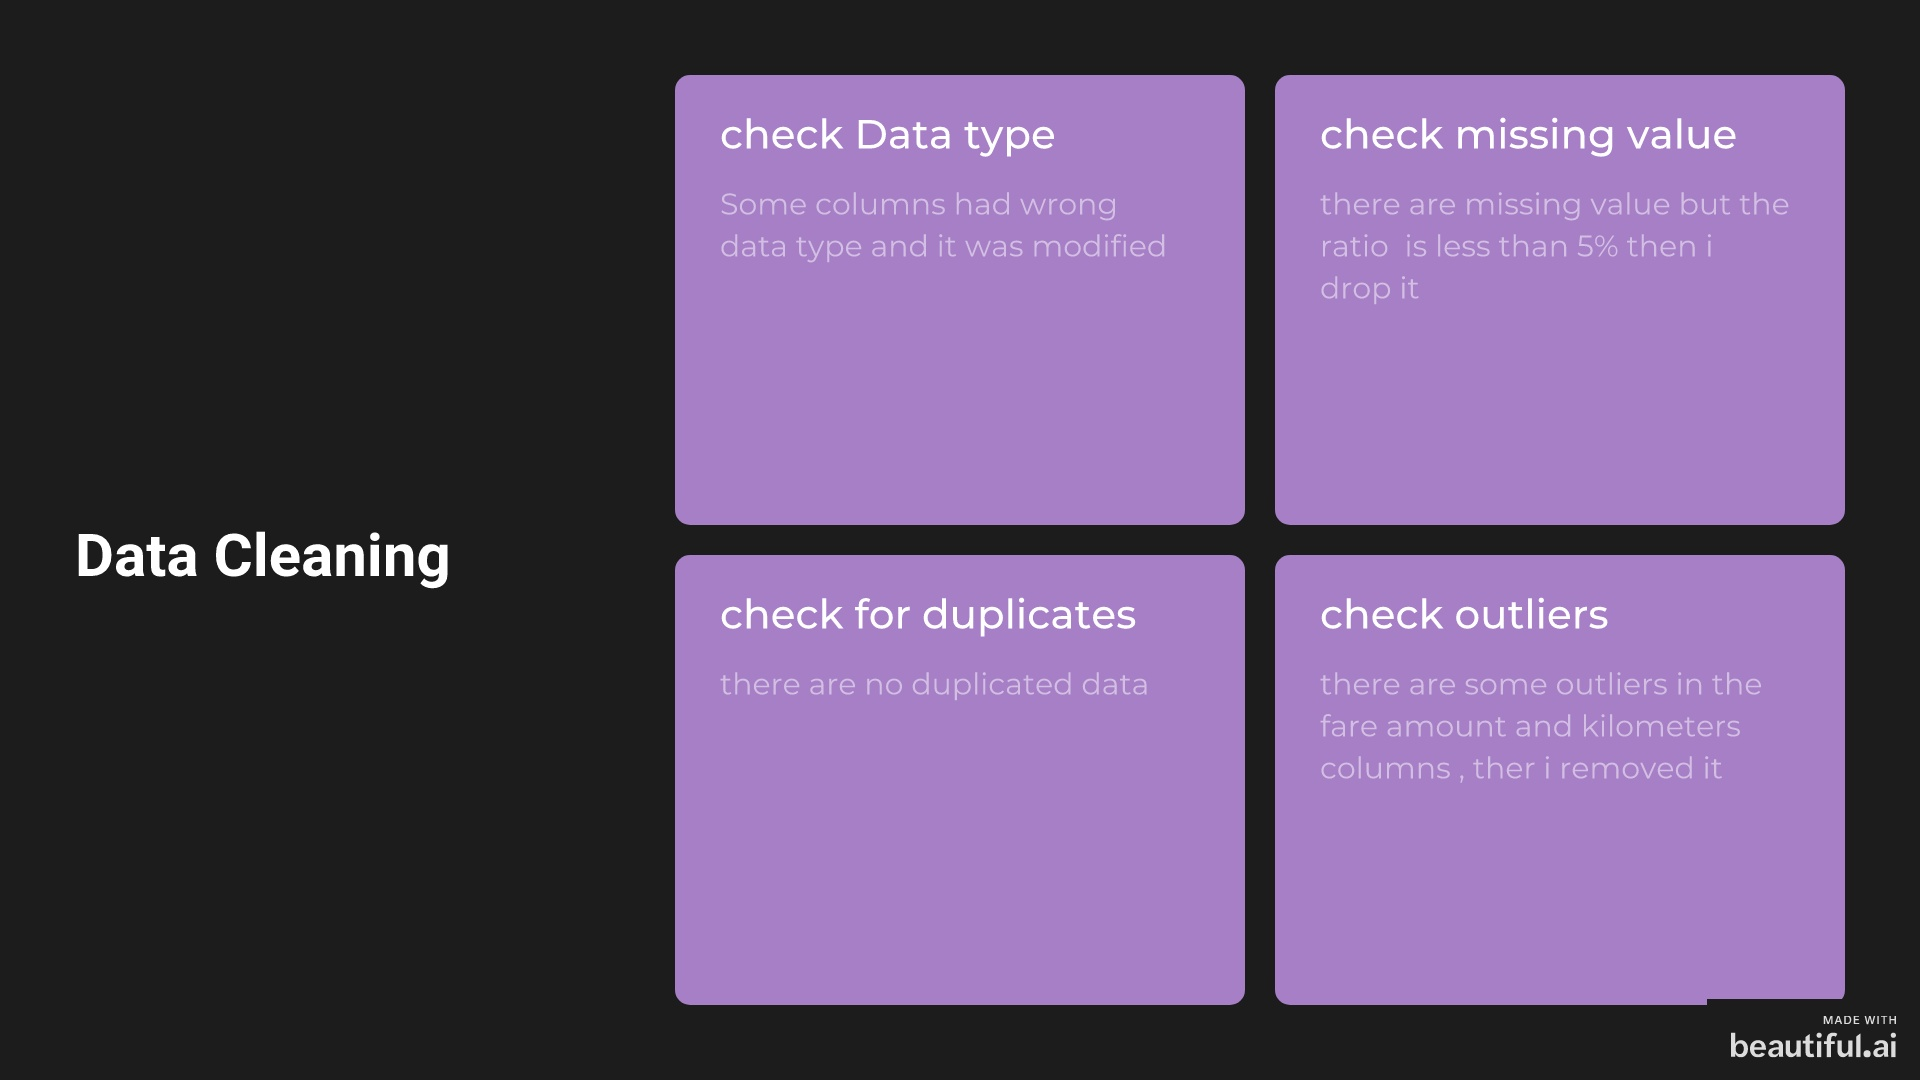 Data Cleaning
check Data type
Some columns had wrong
data type and it was modified
check missing value
there are missing value but the
ratio  is less than 5% then i
drop it
check for duplicates
there are no duplicated data
check outliers
there are some outliers in the
fare amount and kilometers
columns , ther i removed it
MADE WITH
beautiful.ai